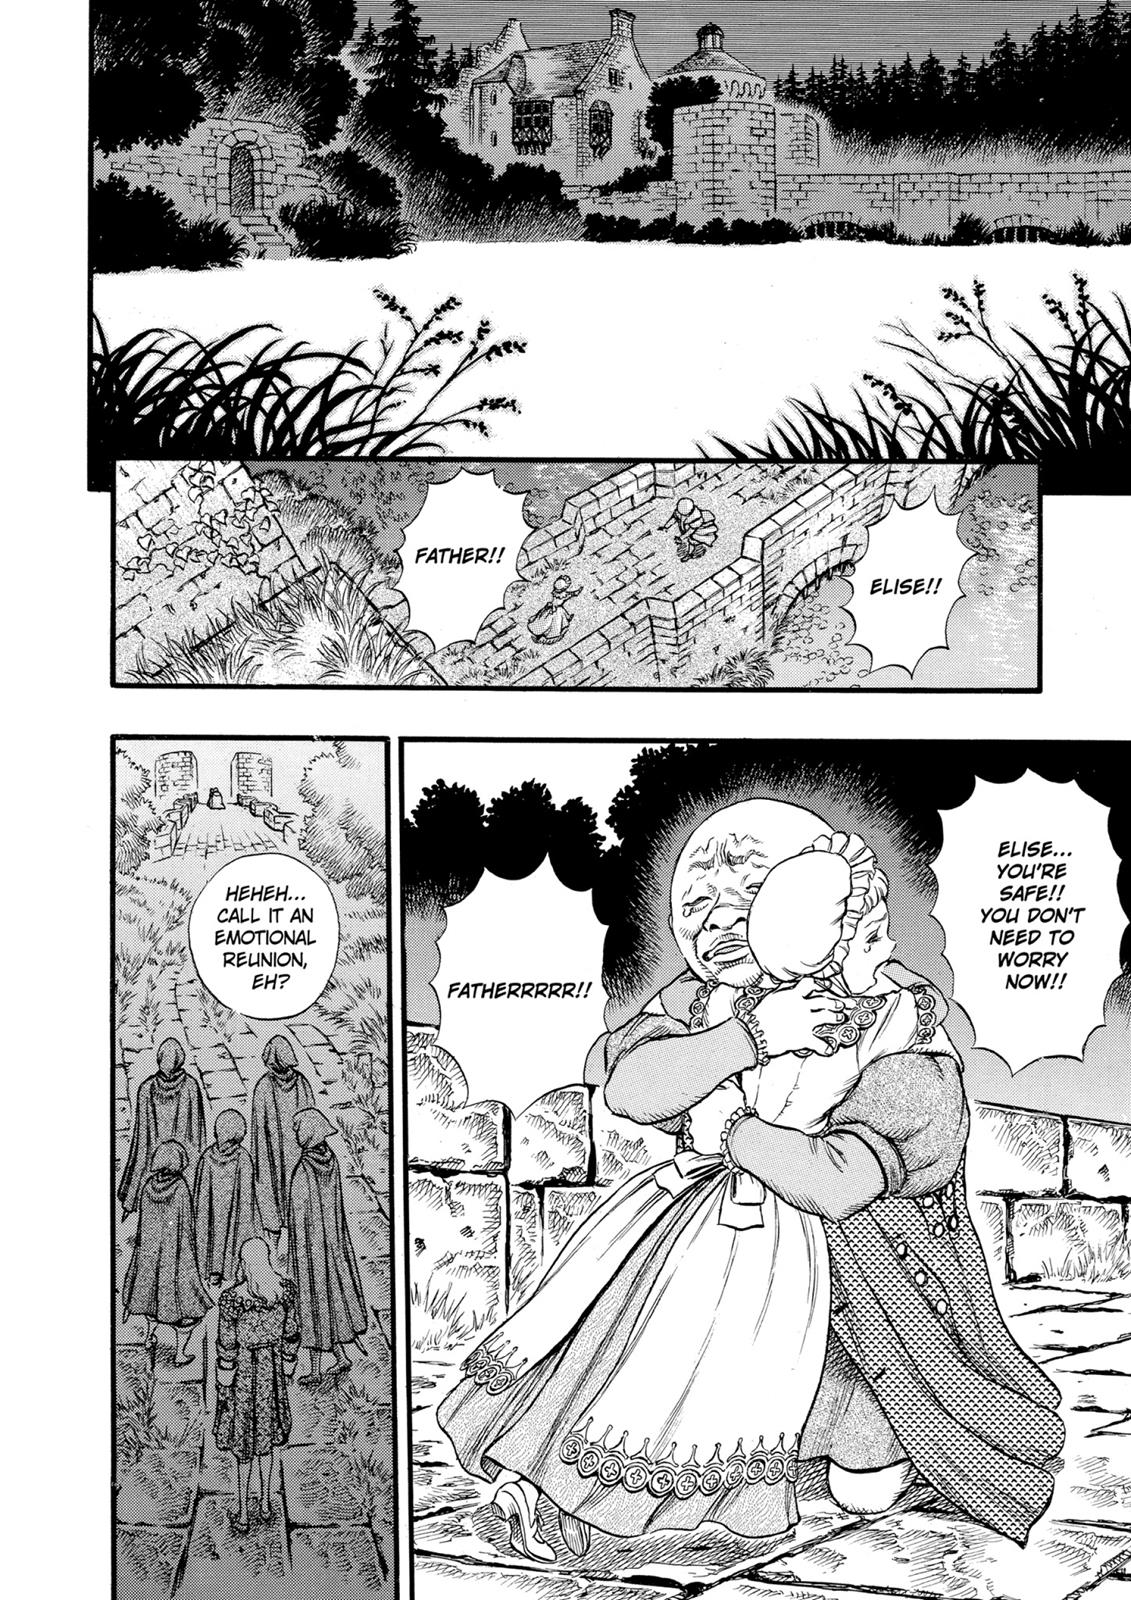 ELISE!!
FATHER!!
ELISE...
YOU'RE
SAFE!!
YOU DON'T
NEED TO
WORRY
NOW!!
FATHERRRRR!!
HEHEH...
CALL IT AN
EMOTIONAL
REUNION,
EH?